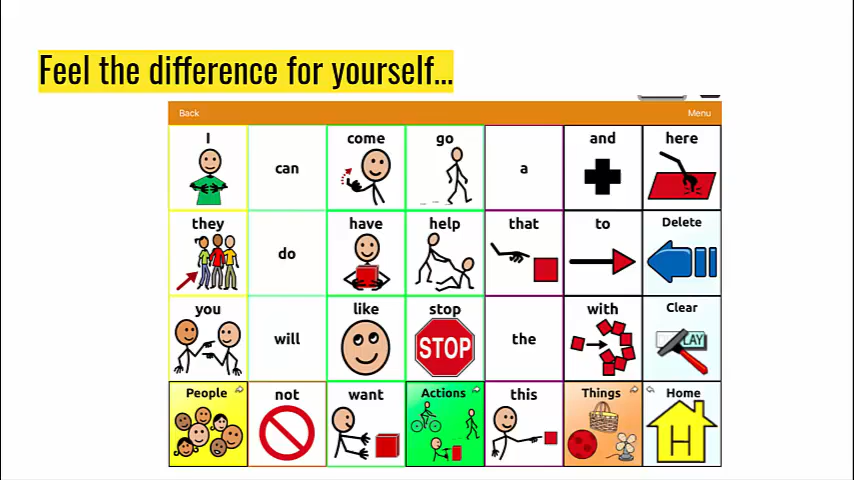 Feel the difference for yourself...
Back Menu
I can come go a and here
they do have help that to Delete
you will like stop the with Clear
STOP LAY
People not want Actions this Things Home
H